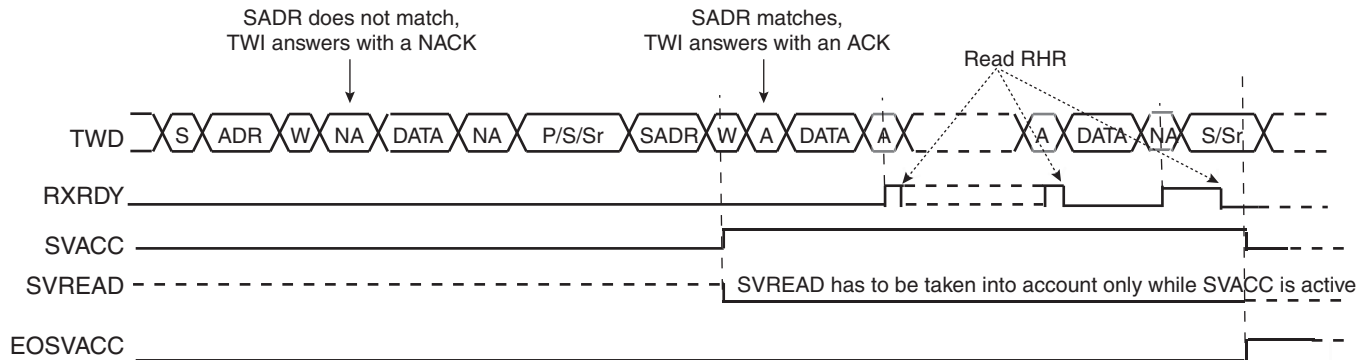 SADR does not match,
TWI answers with a NACK
SADR matches,
TWI answers with an ACK
Read RHR
TWD S ADR W NA DATA NA P/S/Sr SADR W A DATA A A DATA NA S/Sr
RXRDY
SVACC
SVREAD SVREAD has to be taken into account only while SVACC is active
EOSVACC